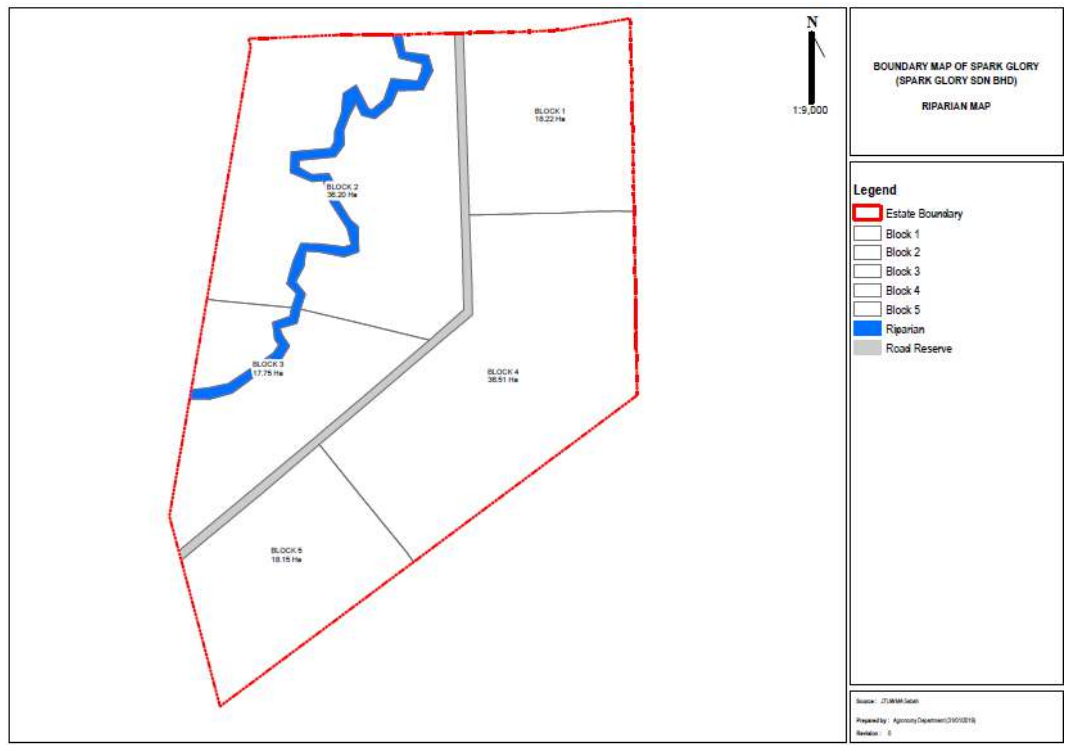 BLOCK 1
18.22 Ha
BLOCK 2
36.20 Ha
BLOCK 3
17.75 Ha
BLOCK 4
36.51 Ha
BLOCK 5
18.15 Ha
N
1:9,000
BOUNDARY MAP OF SPARK GLORY
(SPARK GLORY SDN BHD)
RIPARIAN MAP
Legend
Estate Boundary
Block 1
Block 2
Block 3
Block 4
Block 5
Riparian
Road Reserve
Source :
Prepared by : Agronomy Department
Revision : 0